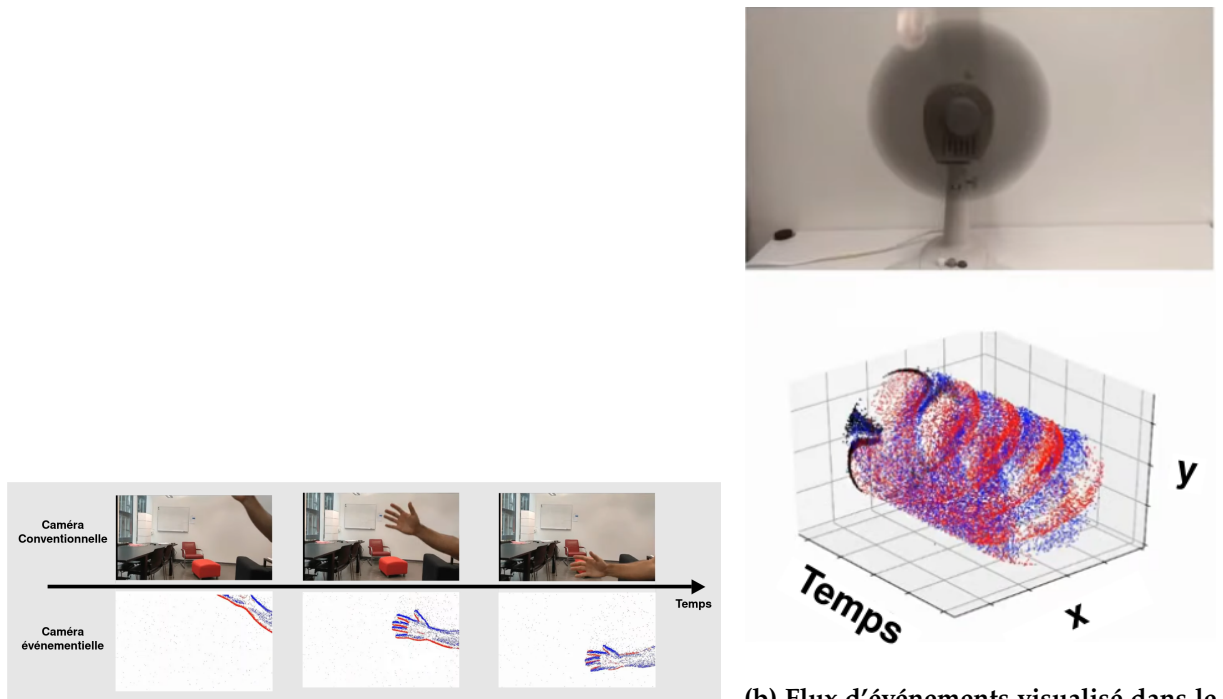 Caméra
Conventionnelle
Temps
Caméra
événementielle
y
Temps
x
(b) Flux d'événements visualisé dans le